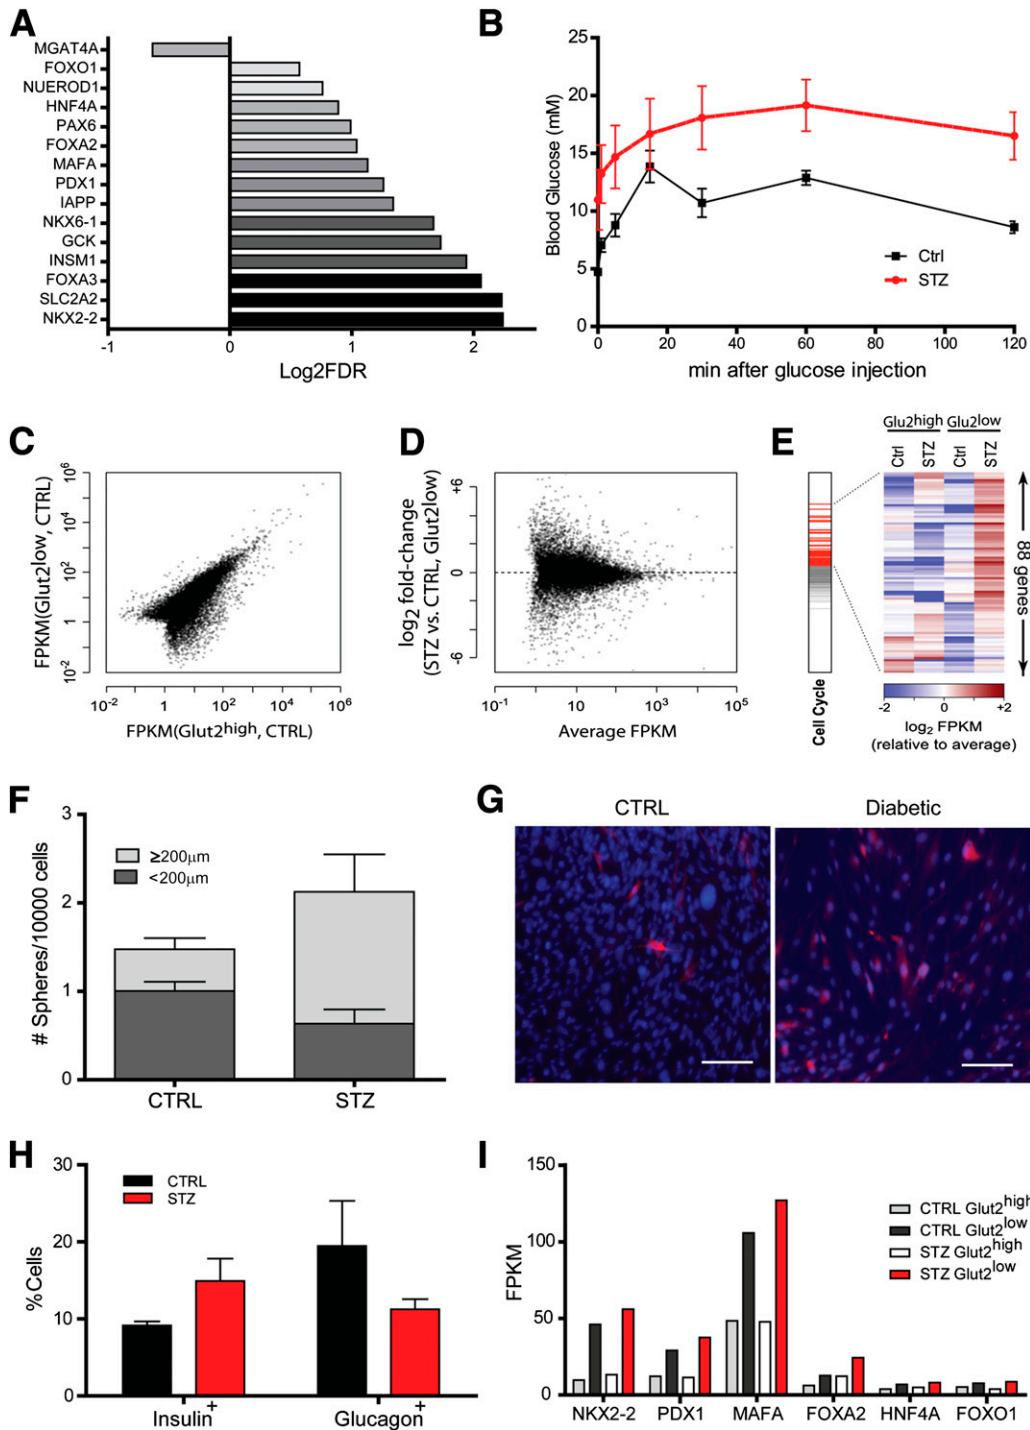 A
MGAT4A
FOXO1
NUEROD1
HNF4A
PAX6
FOXA2
MAFA
PDX1
IAPP
NKX6-1
GCK
INSM1
FOXA3
SLC2A2
NKX2-2
-1 0 1 2
Log2FDR
B
Blood Glucose (mM)
25
20
15
10
5
0
Ctrl
STZ
0 20 40 60 80 100 120
min after glucose injection
C
FPKM(Glut2low, CTRL)
10⁶
10⁴
10²
1
10⁻²
10⁻² 1 10² 10⁴ 10⁶
FPKM(Glut2high, CTRL)
D
log₂ fold-change
(STZ vs. CTRL, Glut2low)
+6
0
-6
10⁻¹ 10 10³ 10⁵
Average FPKM
E
Glu2high Glu2low
Ctrl STZ Ctrl STZ
88 genes
Cell Cycle
-2 0 +2
log₂ FPKM
(relative to average)
F
# Spheres/10000 cells
3
2
1
0
≥200μm
<200μm
CTRL STZ
G
CTRL Diabetic
H
%Cells
30
20
10
0
CTRL
STZ
Insulin+ Glucagon+
I
FPKM
150
100
50
0
CTRL Glut2high
CTRL Glut2low
STZ Glut2high
STZ Glut2low
NKX2-2 PDX1 MAFA FOXA2 HNF4A FOXO1